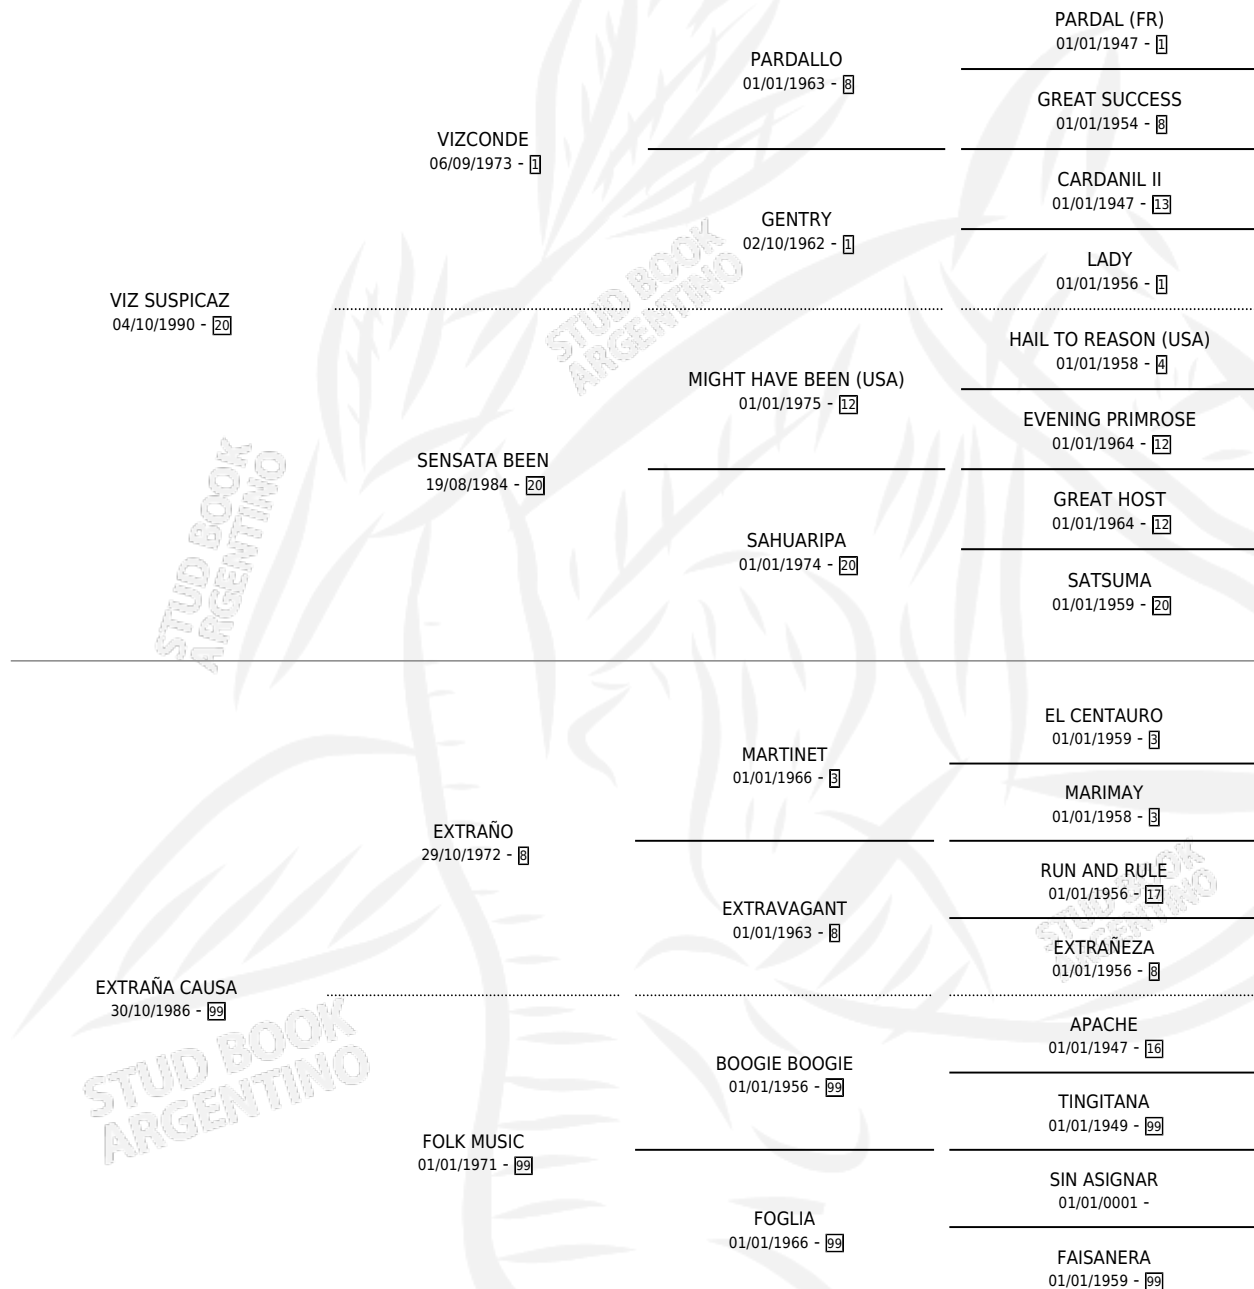 PARDAL (FR)
01/01/1947 - 1
PARDALLO
01/01/1963 - 8
GREAT SUCCESS
01/01/1954 - 8
VIZCONDE
06/09/1973 - 1
CARDANIL II
01/01/1947 - 13
GENTRY
02/10/1962 - 1
LADY
01/01/1956 - 1
VIZ SUSPICAZ
04/10/1990 - 20
HAIL TO REASON (USA)
01/01/1958 - 4
MIGHT HAVE BEEN (USA)
01/01/1975 - 12
EVENING PRIMROSE
01/01/1964 - 12
SENSATA BEEN
19/08/1984 - 20
GREAT HOST
01/01/1964 - 12
SAHUARIPA
01/01/1974 - 20
SATSUMA
01/01/1959 - 20
EL CENTAURO
01/01/1959 - 3
MARTINET
01/01/1966 - 3
MARIMAY
01/01/1958 - 3
EXTRAÑO
29/10/1972 - 8
RUN AND RULE
01/01/1956 - 17
EXTRAVAGANT
01/01/1963 - 8
EXTRAÑEZA
01/01/1956 - 8
EXTRAÑA CAUSA
30/10/1986 - 99
APACHE
01/01/1947 - 16
BOOGIE BOOGIE
01/01/1956 - 99
TINGITANA
01/01/1949 - 99
FOLK MUSIC
01/01/1971 - 99
SIN ASIGNAR
01/01/0001 -
FOGLIA
01/01/1966 - 99
FAISANERA
01/01/1959 - 99
STUD BOOK
ARGENTINO
STUD BOOK
ARGENTINO
STUD BOOK
ARGENTINO
STUD BOOK
ARGENTINO